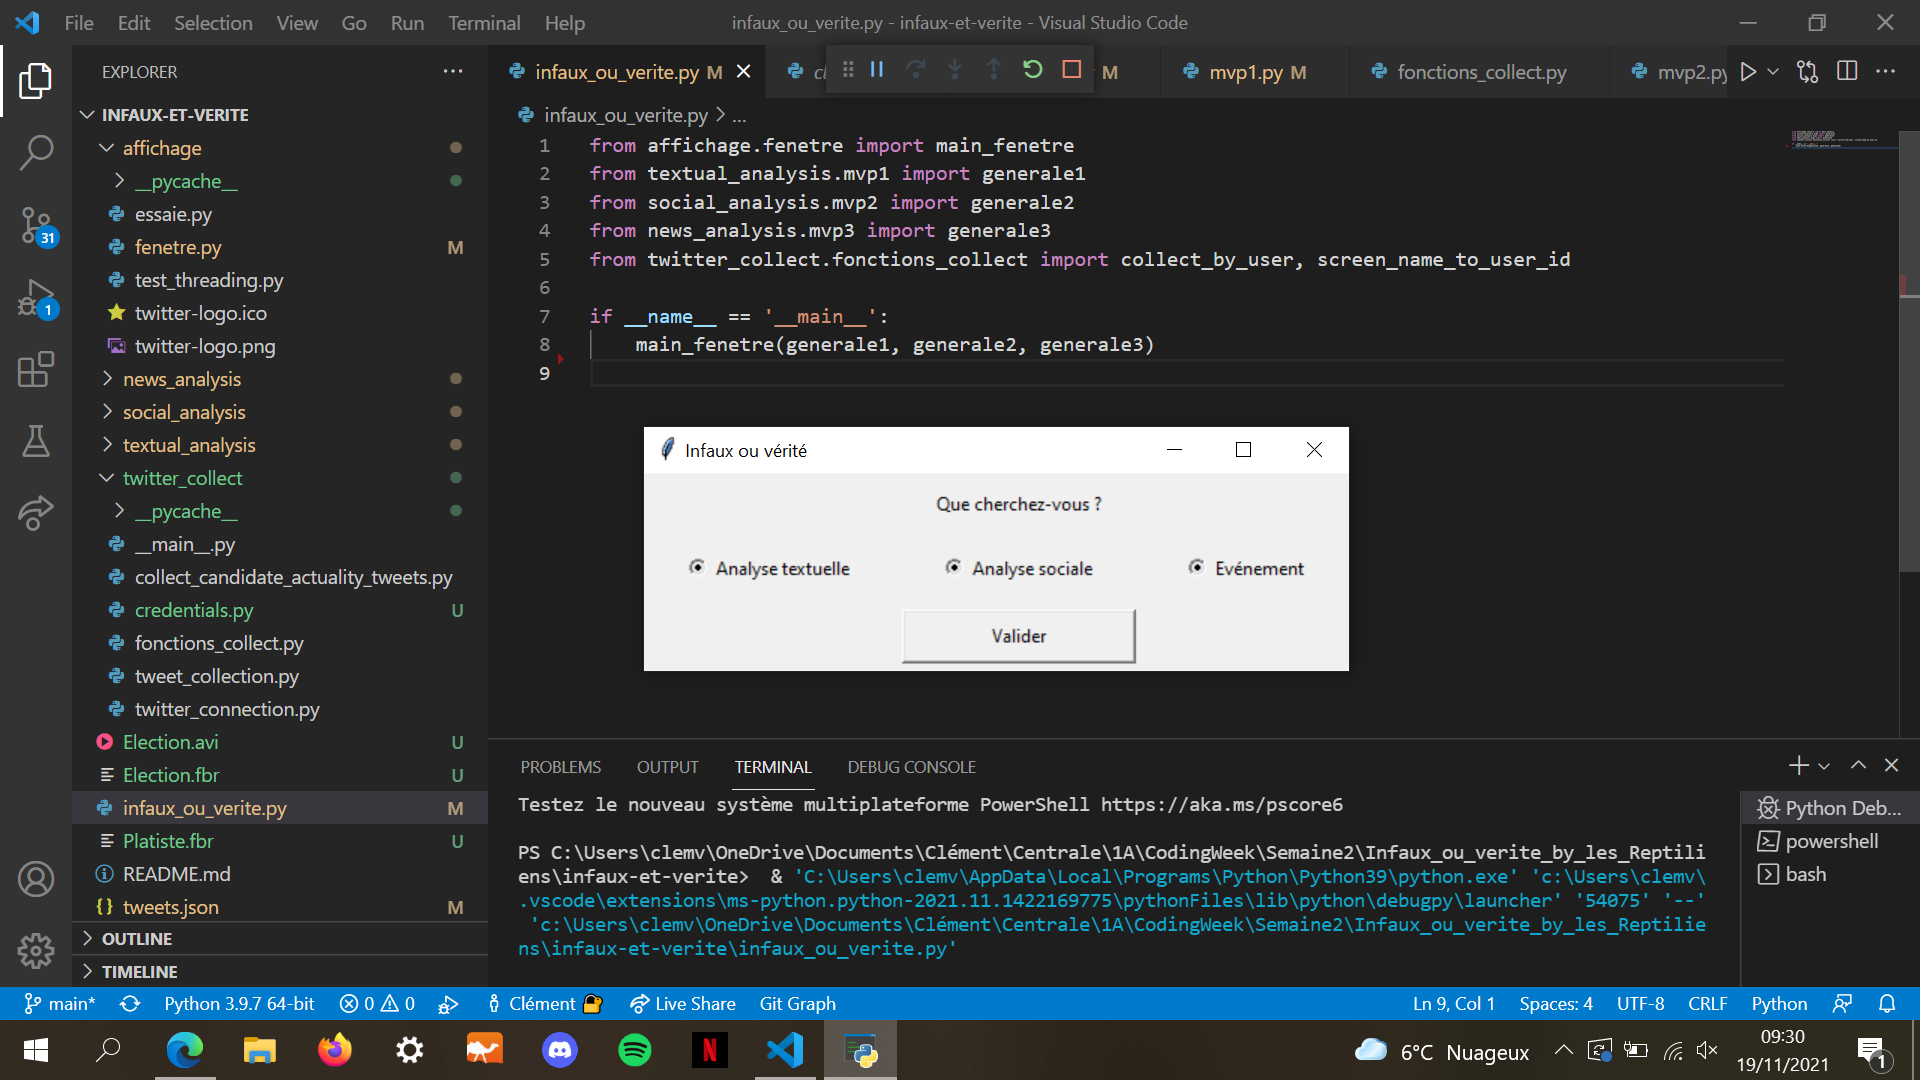 File Edit Selection View Go Run Terminal Help
infaux_ou_verite.py - infaux-et-verite - Visual Studio Code
EXPLORER
infaux_ou_verite.py M
M
mvp1.py M
fonctions_collect.py
mvp2.py
INFAUX-ET-VERITE
affichage
__pycache__
essaie.py
fenetre.py M
test_threading.py
twitter-logo.ico
twitter-logo.png
news_analysis
social_analysis
textual_analysis
twitter_collect
__pycache__
__main__.py
collect_candidate_actuality_tweets.py
credentials.py U
fonctions_collect.py
tweet_collection.py
twitter_connection.py
Election.avi U
Election.fbr U
infaux_ou_verite.py M
Platiste.fbr U
README.md
tweets.json M
OUTLINE
TIMELINE
31
1
infaux_ou_verite.py > ...
1 from affichage.fenetre import main_fenetre
2 from textual_analysis.mvp1 import generale1
3 from social_analysis.mvp2 import generale2
4 from news_analysis.mvp3 import generale3
5 from twitter_collect.fonctions_collect import collect_by_user, screen_name_to_user_id
6
7 if __name__ == '__main__':
8 main_fenetre(generale1, generale2, generale3)
9
Infaux ou vérité
Que cherchez-vous ?
Analyse textuelle Analyse sociale Evénement
Valider
PROBLEMS OUTPUT TERMINAL DEBUG CONSOLE
Testez le nouveau système multiplateforme PowerShell https://aka.ms/pscore6
PS C:\Users\clemv\OneDrive\Documents\Clément\Centrale\1A\CodingWeek\Semaine2\Infaux_ou_verite_by_les_Reptili
ens\infaux-et-verite> & 'C:\Users\clemv\AppData\Local\Programs\Python\Python39\python.exe' 'c:\Users\clemv\
.vscode\extensions\ms-python.python-2021.11.1422169775\pythonFiles\lib\python\debugpy\launcher' '54075' '--'
'c:\Users\clemv\OneDrive\Documents\Clément\Centrale\1A\CodingWeek\Semaine2\Infaux_ou_verite_by_les_Reptilie
ns\infaux-et-verite\infaux_ou_verite.py'
Python Deb...
powershell
bash
main* Python 3.9.7 64-bit 0 0 Clément Live Share Git Graph
Ln 9, Col 1 Spaces: 4 UTF-8 CRLF Python
6°C Nuageux
09:30
19/11/2021
1